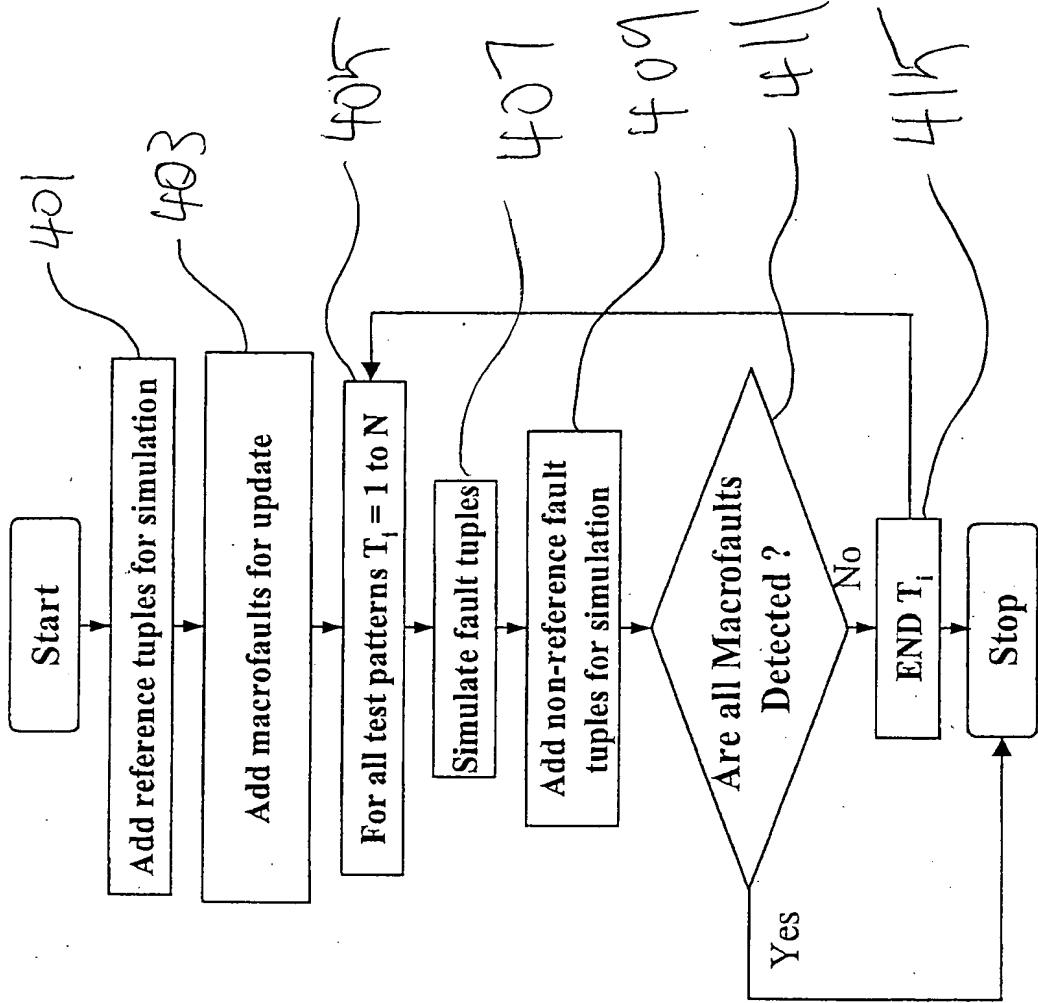 Start
401
Add reference tuples for simulation
403
Add macrofaults for update
405
For all test patterns Ti = 1 to N
407
Simulate fault tuples
409
Add non-reference fault
tuples for simulation
411
Are all Macrofaults
Detected ?
Yes
No
415
END Ti
Stop